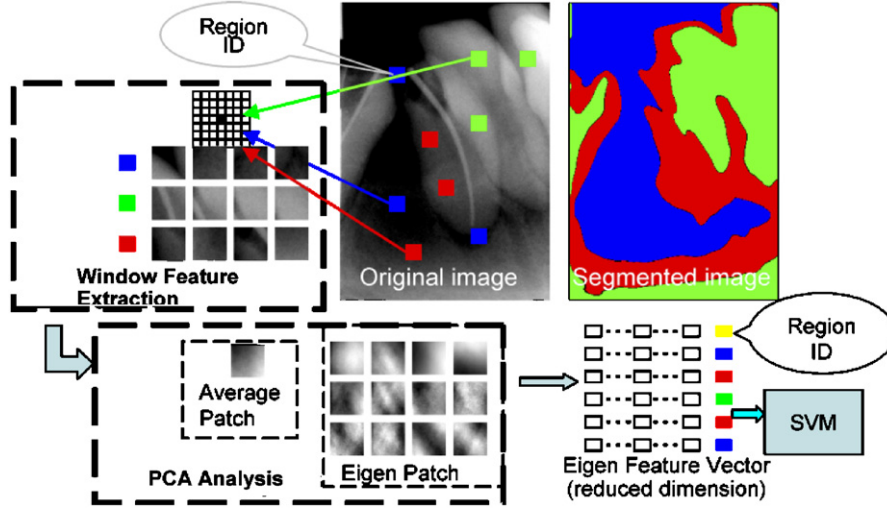 Region
ID
Original image
Segmented image
Window Feature
Extraction
Average
Patch
PCA Analysis
Eigen Patch
Region
ID
SVM
Eigen Feature Vector
(reduced dimension)